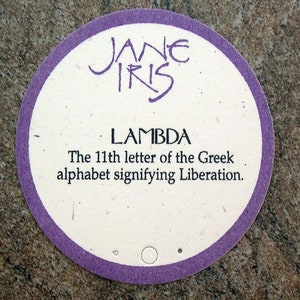 JANE
IRIS
LAMBDA
The 11th letter of the Greek
alphabet signifying Liberation.